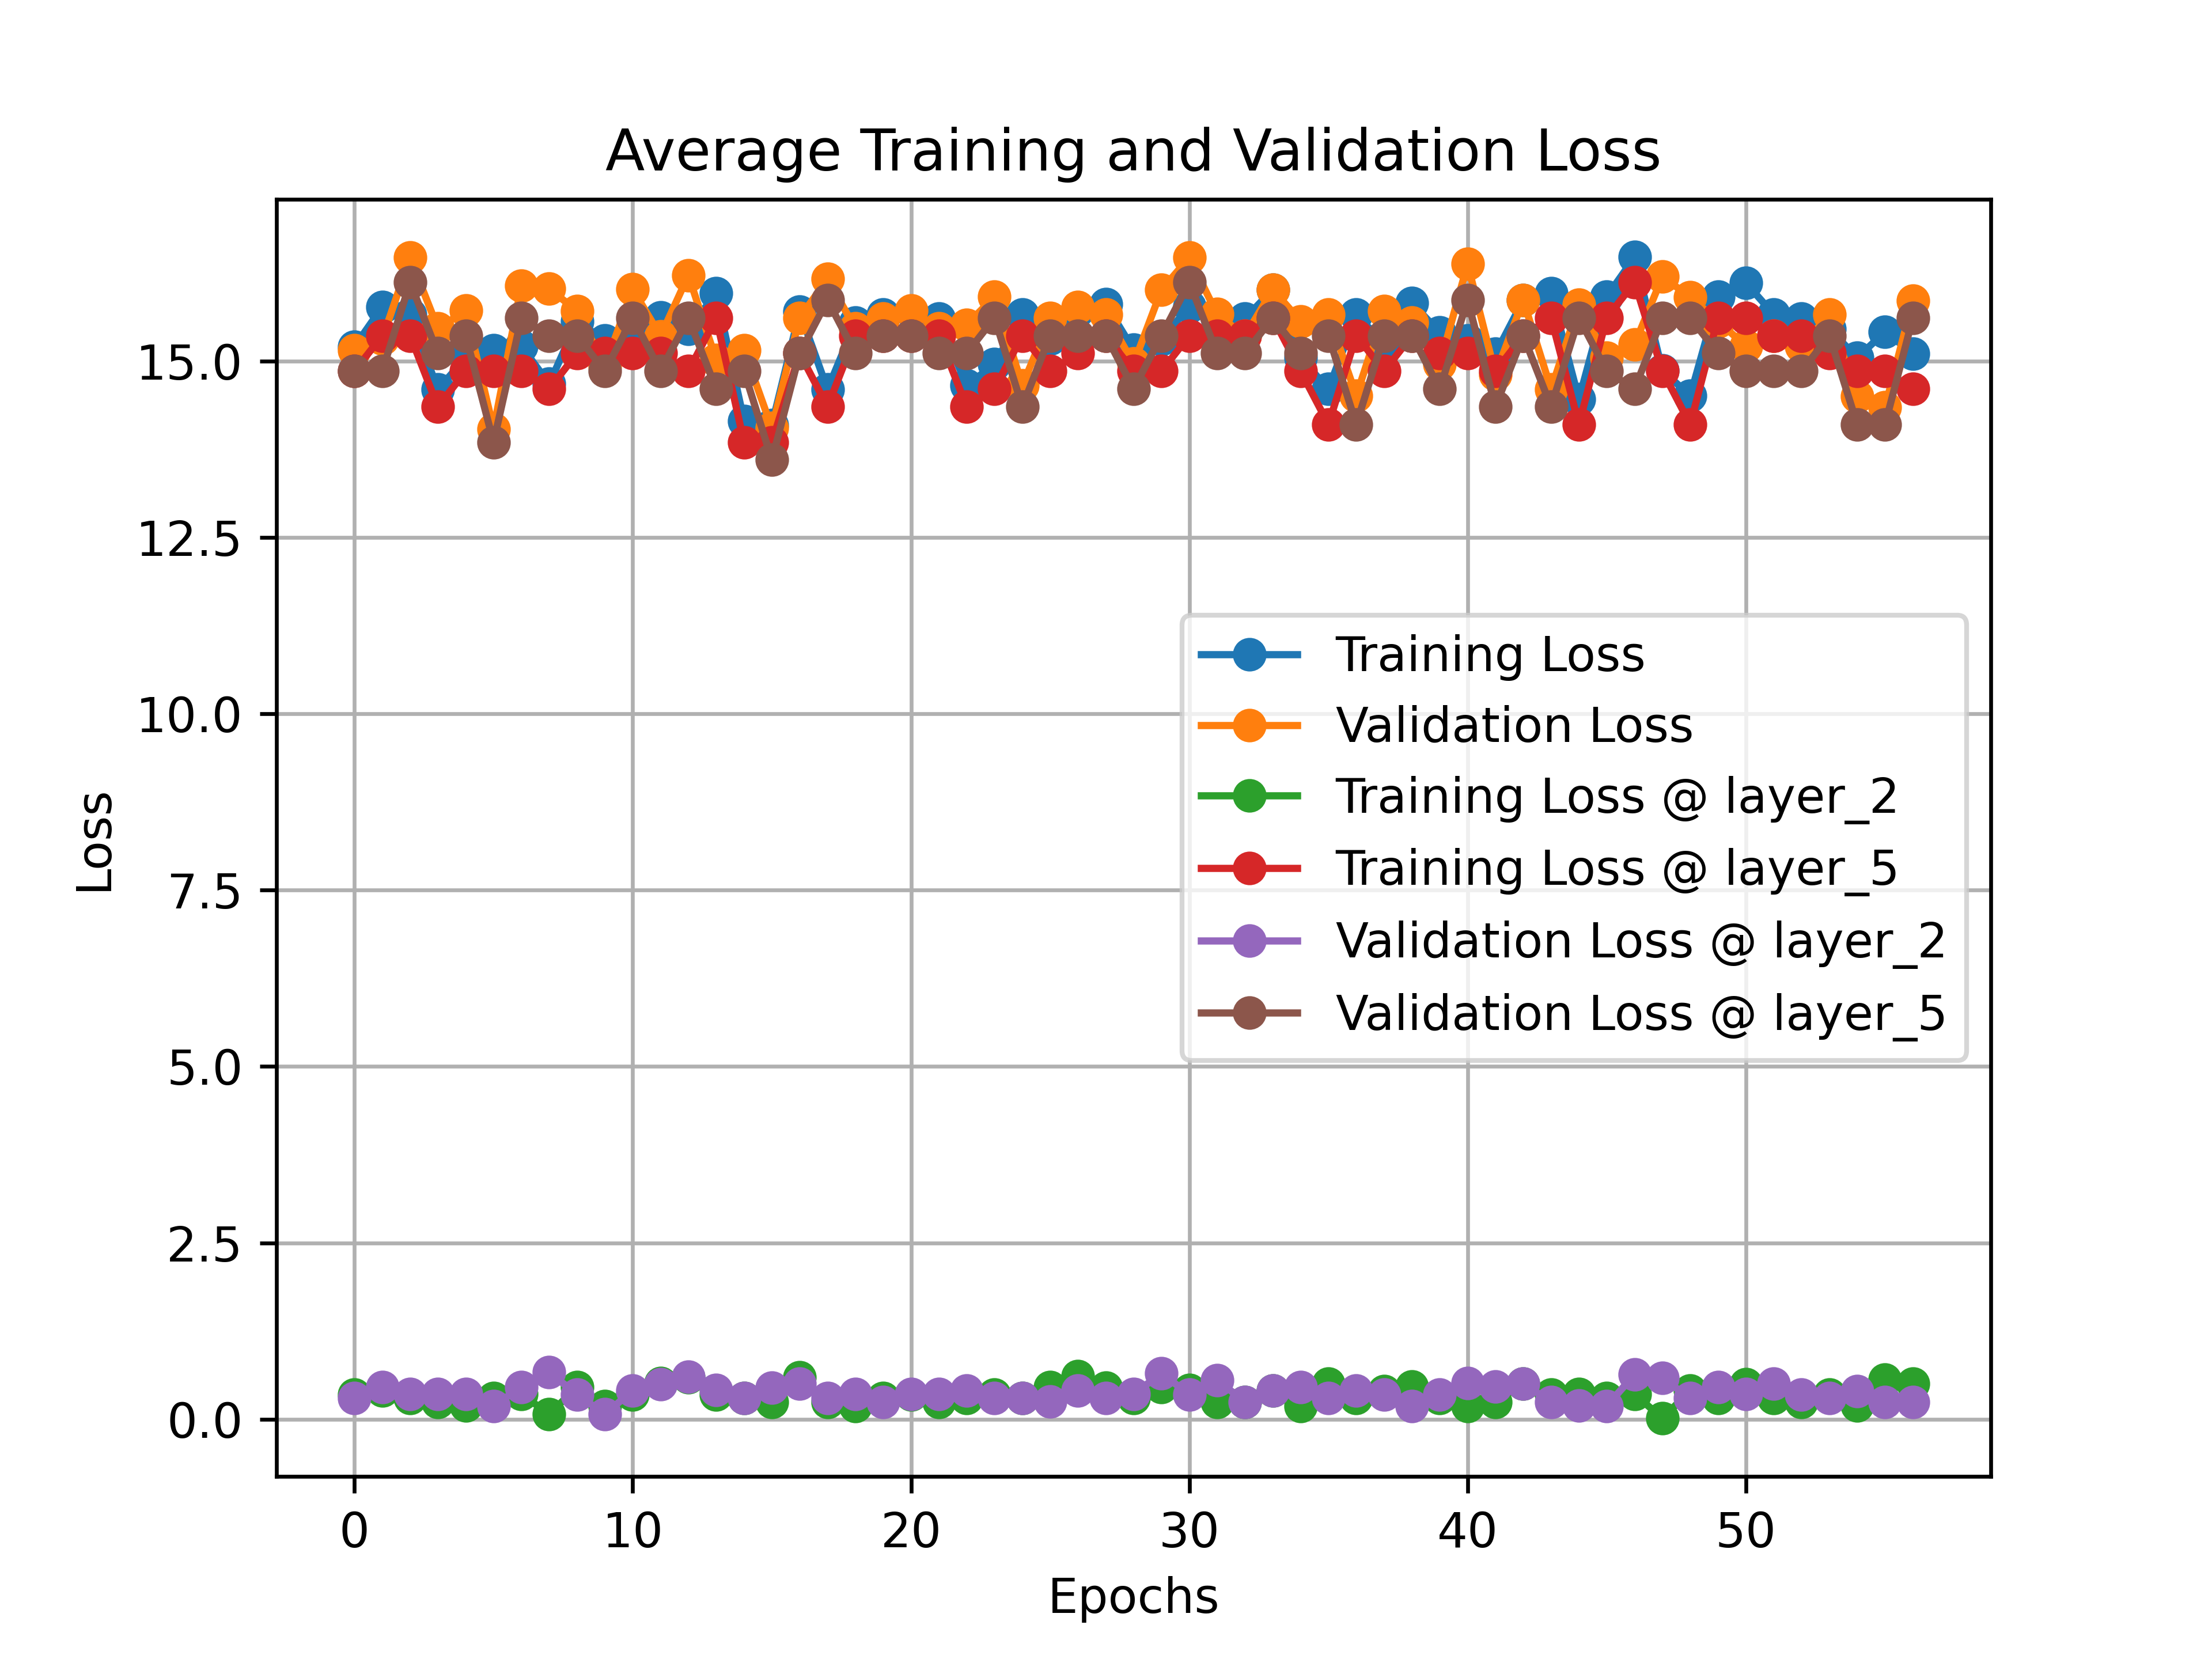 Average Training and Validation Loss
15.0
12.5
10.0
7.5
5.0
2.5
0.0
Loss
Training Loss
Validation Loss
Training Loss @ layer_2
Training Loss @ layer_5
Validation Loss @ layer_2
Validation Loss @ layer_5
0 10 20 30 40 50
Epochs